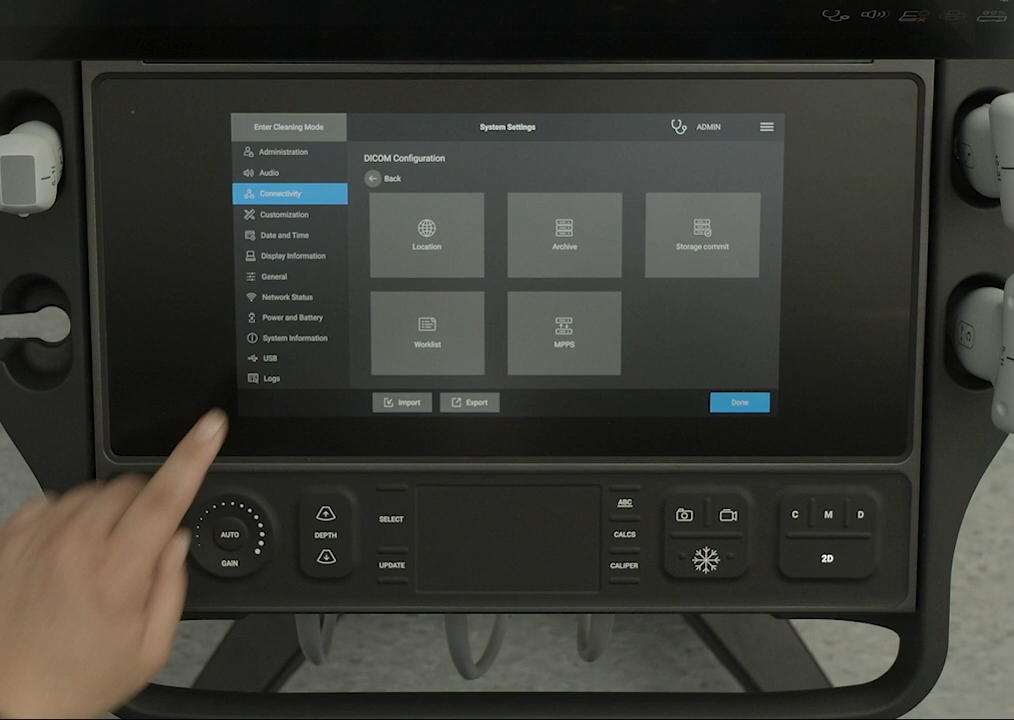 Enter Cleaning Mode
System Settings
ADMIN
Administration
Audio
Connectivity
Customization
Date and Time
Display Information
General
Network Status
Power and Battery
System Information
USB
Logs
DICOM Configuration
Back
Location
Archive
Storage commit
Worklist
MPPS
Import
Export
Done
AUTO
GAIN
DEPTH
SELECT
UPDATE
ABC
CALCS
CALIPER
C M D
2D